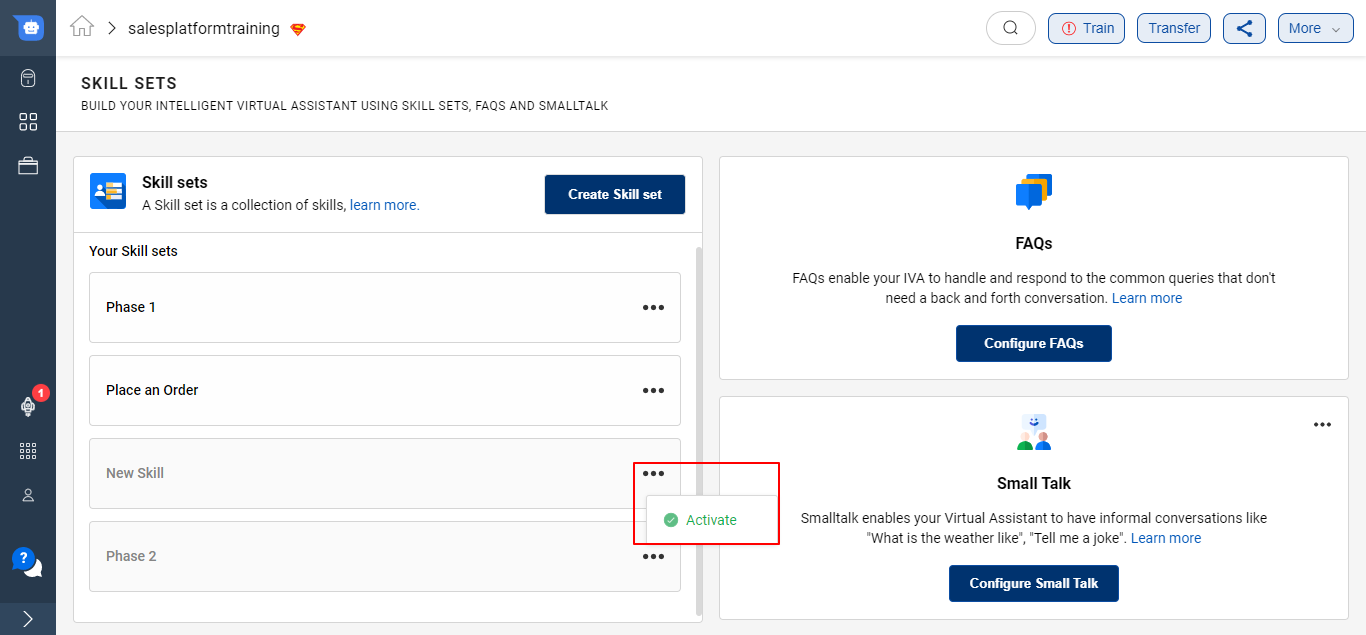 salesplatformtraining
Train
Transfer
More
SKILL SETS
BUILD YOUR INTELLIGENT VIRTUAL ASSISTANT USING SKILL SETS, FAQS AND SMALLTALK
Skill sets
A Skill set is a collection of skills, learn more.
Create Skill set
Your Skill sets
Phase 1
Place an Order
New Skill
Activate
Phase 2
FAQs
FAQs enable your IVA to handle and respond to the common queries that don't
need a back and forth conversation. Learn more
Configure FAQs
Small Talk
Smalltalk enables your Virtual Assistant to have informal conversations like
"What is the weather like", "Tell me a joke". Learn more
Configure Small Talk
1
?